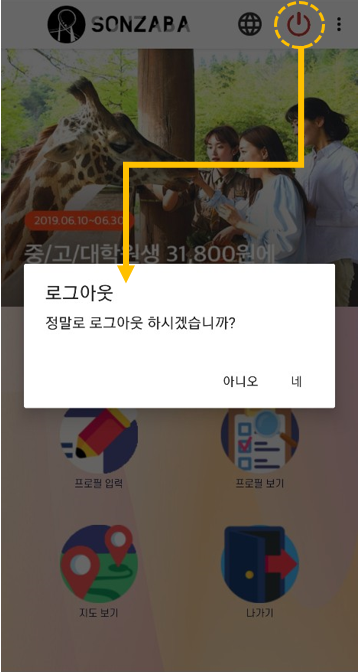 SONZABA
2019.06.10~06.30
중/고/대학원생 31,800원에
로그아웃
정말로 로그아웃 하시겠습니까?
아니오 네
프로필 입력 프로필 보기
지도 보기 나가기